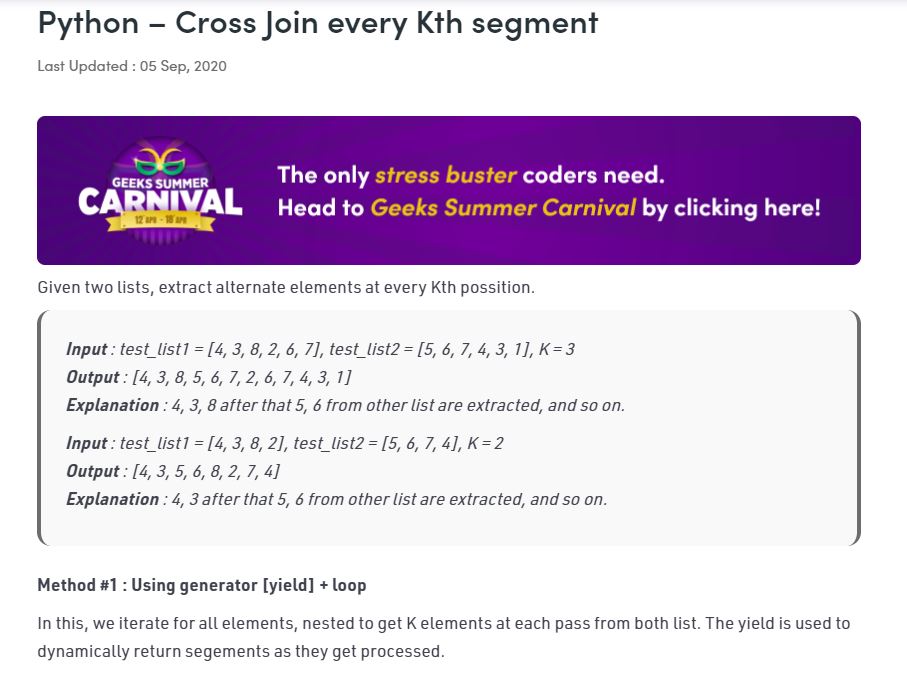 Python – Cross Join every Kth segment
Last Updated : 05 Sep, 2020
GEEKS SUMMER
CARNIVAL
12 APR - 18 APR
The only stress buster coders need.
Head to Geeks Summer Carnival by clicking here!
Given two lists, extract alternate elements at every Kth possition.
Input : test_list1 = [4, 3, 8, 2, 6, 7], test_list2 = [5, 6, 7, 4, 3, 1], K = 3
Output : [4, 3, 8, 5, 6, 7, 2, 6, 7, 4, 3, 1]
Explanation : 4, 3, 8 after that 5, 6 from other list are extracted, and so on.
Input : test_list1 = [4, 3, 8, 2], test_list2 = [5, 6, 7, 4], K = 2
Output : [4, 3, 5, 6, 8, 2, 7, 4]
Explanation : 4, 3 after that 5, 6 from other list are extracted, and so on.
Method #1 : Using generator [yield] + loop
In this, we iterate for all elements, nested to get K elements at each pass from both list. The yield is used to
dynamically return segements as they get processed.